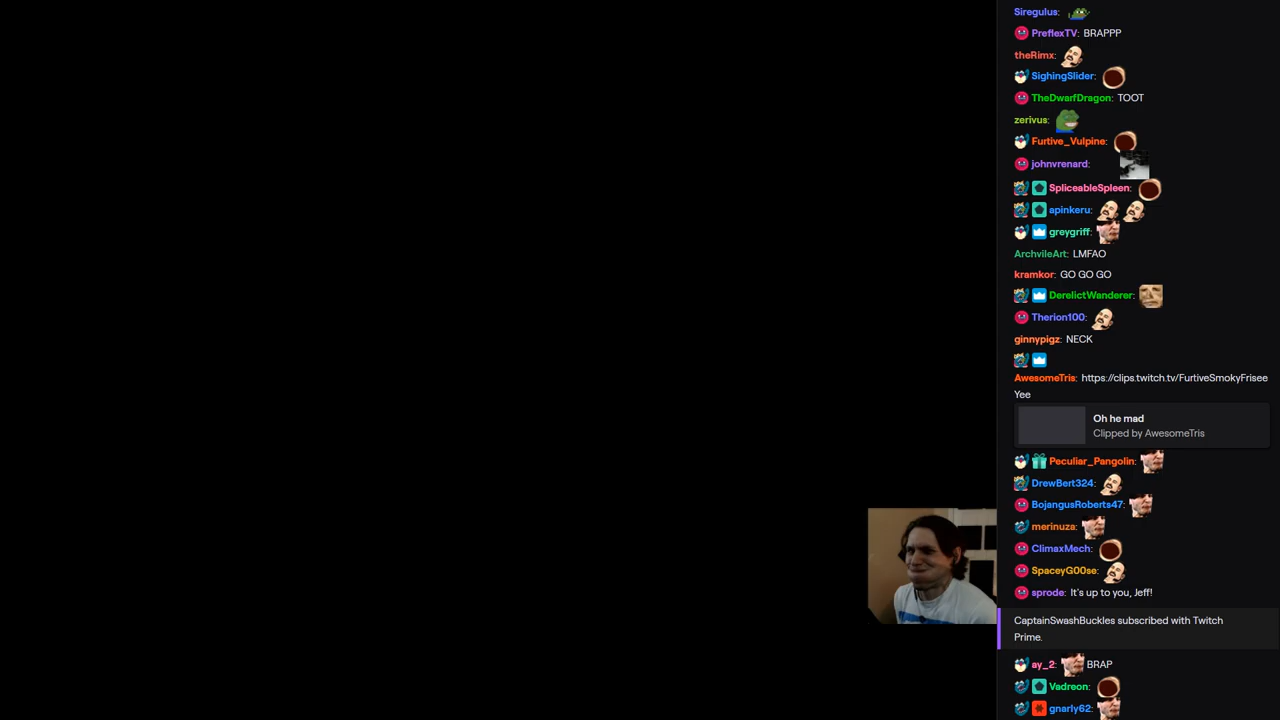 Siregulus:
PreflexTV: BRAPPP
theRimx:
SighingSlider:
TheDwarfDragon: TOOT
zerivus:
Furtive_Vulpine:
johnvrenard:
SpliceableSpleen:
apinkeru:
greygriff:
ArchvileArt: LMFAO
kramkor: GO GO GO
DerelictWanderer:
Therion100:
ginnypigz: NECK
AwesomeTris: https://clips.twitch.tv/FurtiveSmokyFrisee
Yee
Oh he mad
Clipped by AwesomeTris
Peculiar_Pangolin:
DrewBert324:
BojangusRoberts47:
merinuza:
ClimaxMech:
SpaceyG00se:
sprode: It's up to you, Jeff!
CaptainSwashBuckles subscribed with Twitch
Prime.
ay_2: BRAP
Vadreon:
gnarly62: